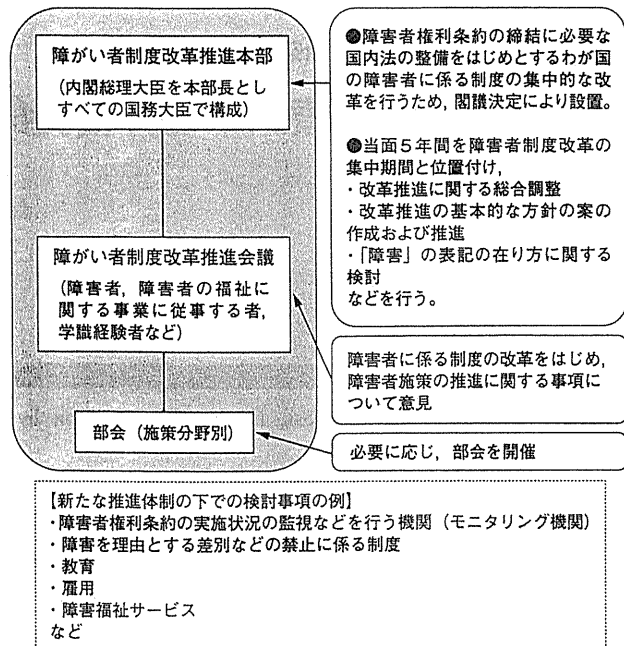 障がい者制度改革推進本部
(内閣総理大臣を本部長とし
すべての国務大臣で構成)
●障害者権利条約の締結に必要な
国内法の整備をはじめとするわが国
の障害者に係る制度の集中的な改
革を行うため,閣議決定により設置。
●当面5年間を障害者制度改革の
集中期間と位置付け,
・改革推進に関する総合調整
・改革推進の基本的な方針の案の
作成および推進
・「障害」の表記の在り方に関する
検討
などを行う。
障がい者制度改革推進会議
(障害者,障害者の福祉に
関する事業に従事する者,
学識経験者など)
障害者に係る制度の改革をはじめ,
障害者施策の推進に関する事項に
ついて意見
部会(施策分野別)
必要に応じ,部会を開催
【新たな推進体制の下での検討事項の例】
・障害者権利条約の実施状況の監視などを行う機関(モニタリング機関)
・障害を理由とする差別などの禁止に係る制度
・教育
・雇用
・障害福祉サービス
など